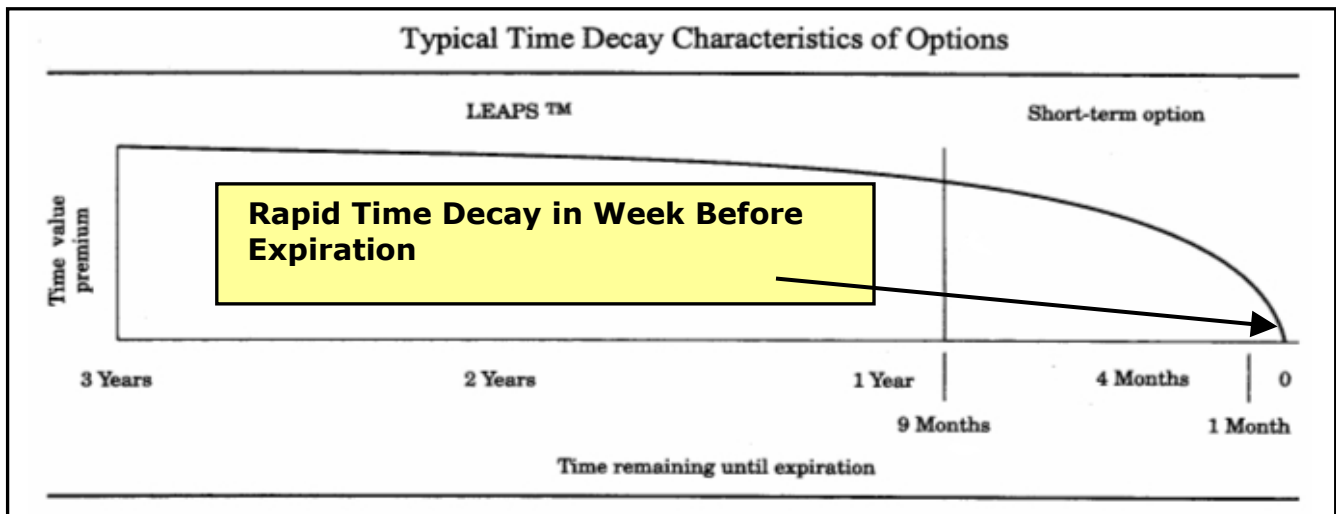 Typical Time Decay Characteristics of Options
LEAPS ™
Short-term option
Time value
premium
Rapid Time Decay in Week Before
Expiration
3 Years
2 Years
1 Year
4 Months
0
9 Months
1 Month
Time remaining until expiration